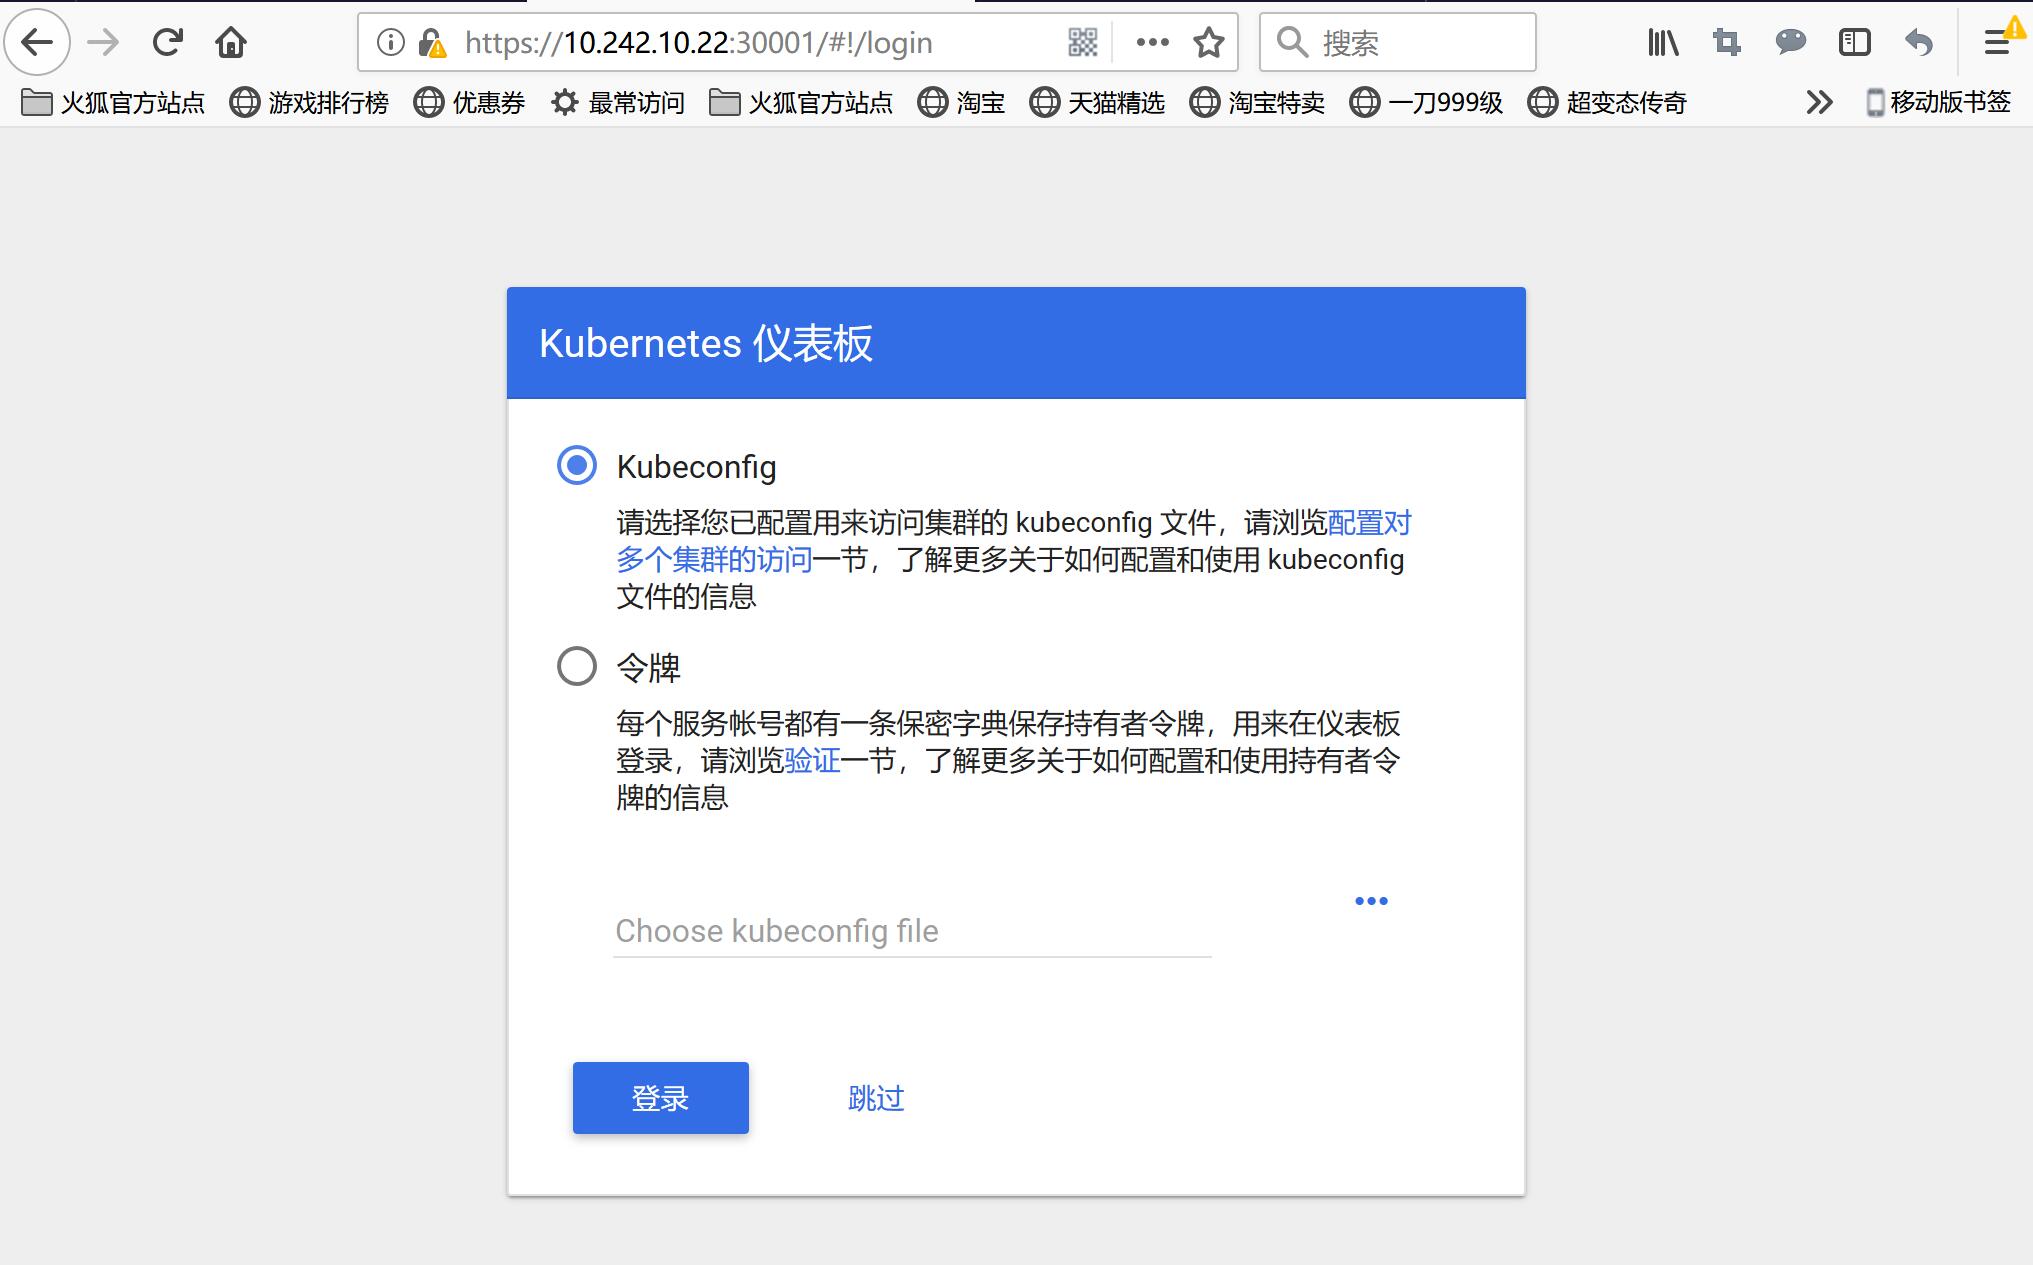 https://10.242.10.22:30001/#!/login
搜索
火狐官方站点
游戏排行榜
优惠券
最常访问
火狐官方站点
淘宝
天猫精选
淘宝特卖
一刀999级
超变态传奇
移动版书签
Kubernetes 仪表板
Kubeconfig
请选择您已配置用来访问集群的 kubeconfig 文件，请浏览配置对
多个集群的访问一节，了解更多关于如何配置和使用 kubeconfig
文件的信息
令牌
每个服务帐号都有一条保密字典保存持有者令牌，用来在仪表板
登录，请浏览验证一节，了解更多关于如何配置和使用持有者令
牌的信息
Choose kubeconfig file
登录
跳过